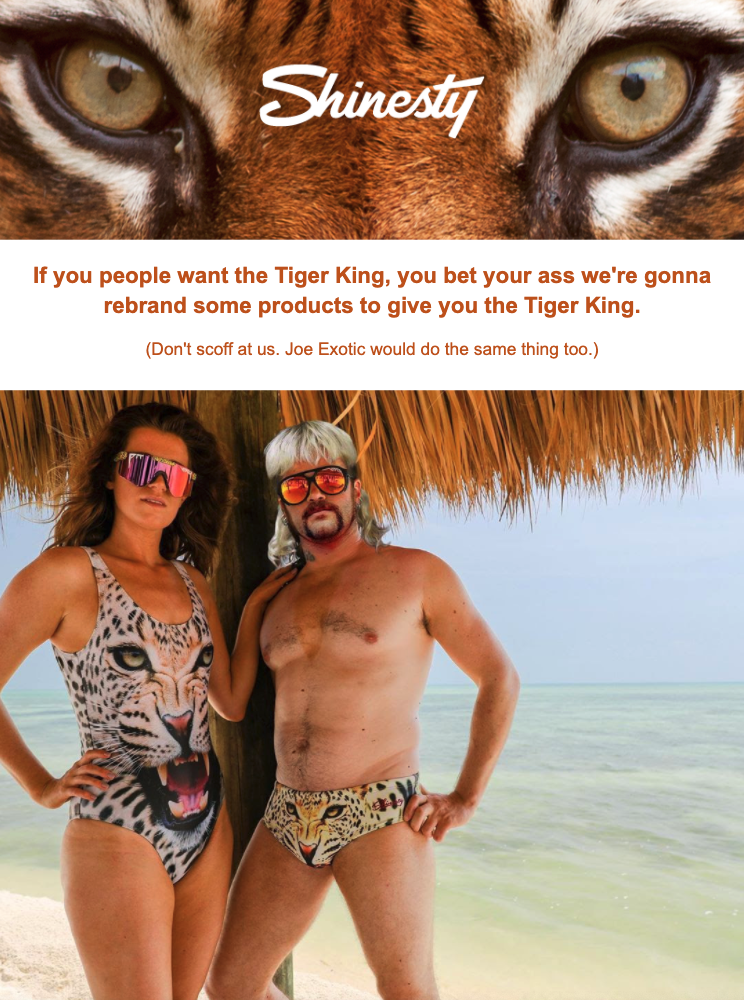 Shinesty
If you people want the Tiger King, you bet your ass we're gonna
rebrand some products to give you the Tiger King.
(Don't scoff at us. Joe Exotic would do the same thing too.)